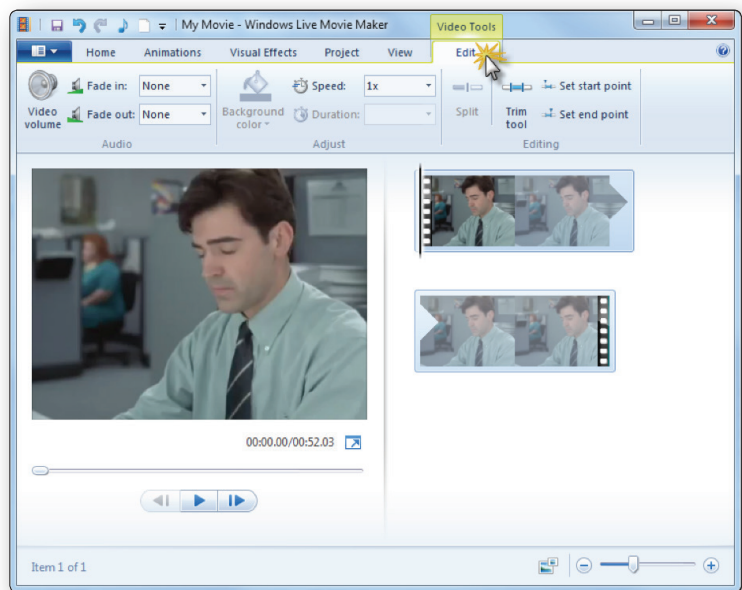 My Movie - Windows Live Movie Maker
Video Tools
Home Animations Visual Effects Project View Edit
Fade in: None
Fade out: None
Video
volume
Audio
Background
color
Speed: 1x
Duration:
Adjust
Split
Trim
tool
Set start point
Set end point
Editing
00:00.00/00:52.03
Item 1 of 1